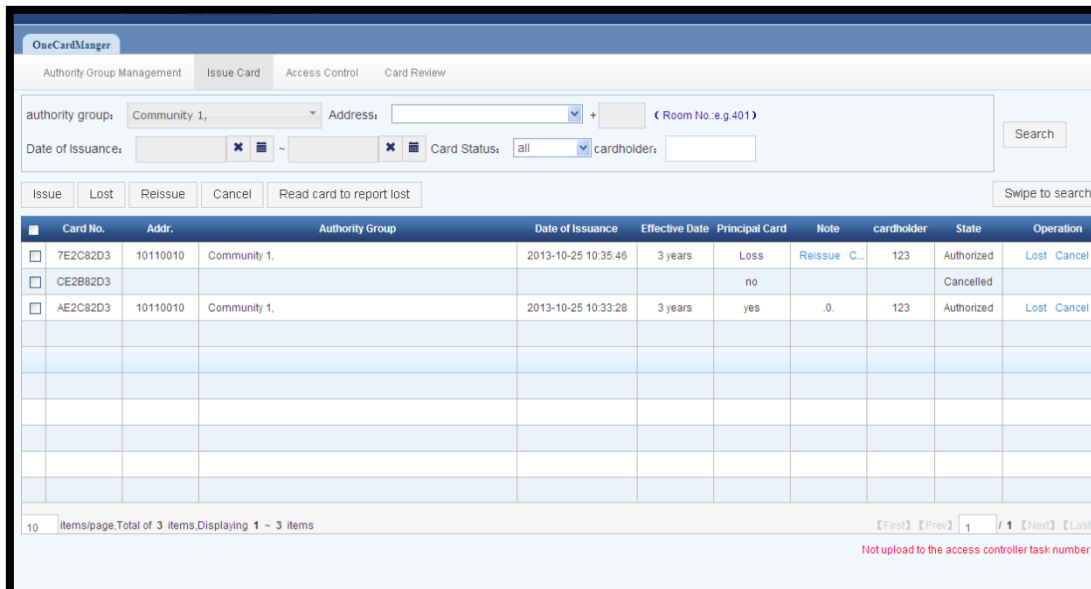 OneCardManger
Authority Group Management Issue Card Access Control Card Review
authority group: Community 1, Address: + ( Room No.:e.g.401 )
Search
Date of Issuance: ~ Card Status: all cardholder:
Issue Lost Reissue Cancel Read card to report lost Swipe to search
Card No. Addr. Authority Group Date of Issuance Effective Date Principal Card Note cardholder State Operation
7E2C82D3 10110010 Community 1, 2013-10-25 10:35:46 3 years Loss Reissue C... 123 Authorized Lost Cancel
CE2B82D3 no Cancelled
AE2C82D3 10110010 Community 1, 2013-10-25 10:33:28 3 years yes .0. 123 Authorized Lost Cancel
10 items/page,Total of 3 items,Displaying 1 ~ 3 items 【First】 【Prev】 1 / 1 【Next】 【Last
Not upload to the access controller task number